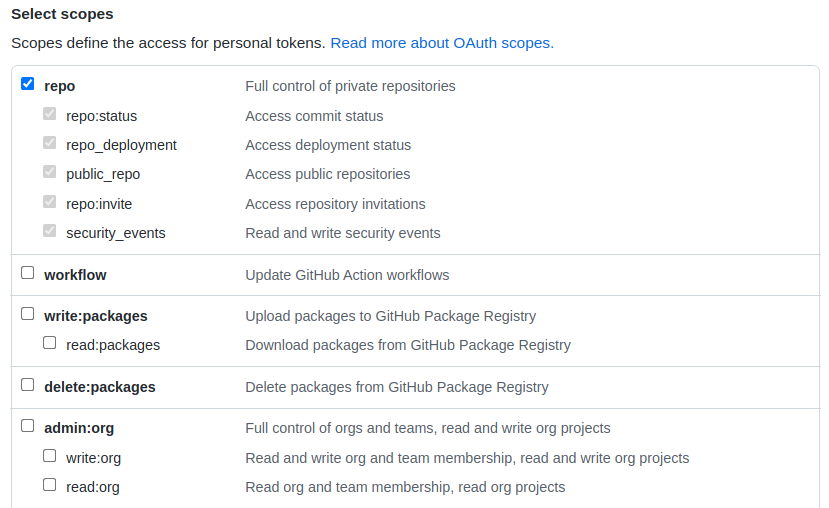 Select scopes
Scopes define the access for personal tokens. Read more about OAuth scopes.
repo Full control of private repositories
repo:status Access commit status
repo_deployment Access deployment status
public_repo Access public repositories
repo:invite Access repository invitations
security_events Read and write security events
workflow Update GitHub Action workflows
write:packages Upload packages to GitHub Package Registry
read:packages Download packages from GitHub Package Registry
delete:packages Delete packages from GitHub Package Registry
admin:org Full control of orgs and teams, read and write org projects
write:org Read and write org and team membership, read and write org projects
read:org Read org and team membership, read org projects